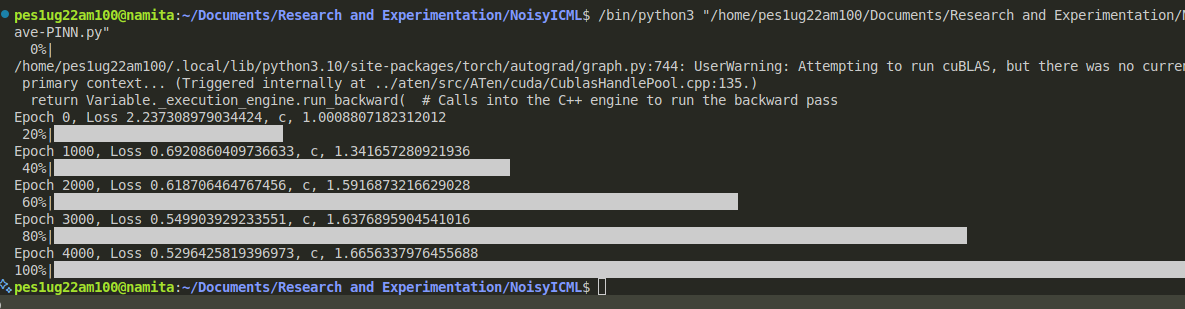 pes1ug22am100@namita:~/Documents/Research and Experimentation/NoisyICML$ /bin/python3 "/home/pes1ug22am100/Documents/Research and Experimentation/
ave-PINN.py"
0%|
/home/pes1ug22am100/.local/lib/python3.10/site-packages/torch/autograd/graph.py:744: UserWarning: Attempting to run cuBLAS, but there was no
primary context... (Triggered internally at ../aten/src/ATen/cuda/CublasHandlePool.cpp:135.)
return Variable._execution_engine.run_backward(  # Calls into the C++ engine to run the backward pass
Epoch 0, Loss 2.237308979034424, c, 1.0008807182312012
20%|
Epoch 1000, Loss 0.6920860409736633, c, 1.341657280921936
40%|
Epoch 2000, Loss 0.618706464767456, c, 1.5916873216629028
60%|
Epoch 3000, Loss 0.549903929233551, c, 1.6376895904541016
80%|
Epoch 4000, Loss 0.5296425819396973, c, 1.6656337976455688
100%|
pes1ug22am100@namita:~/Documents/Research and Experimentation/NoisyICML$